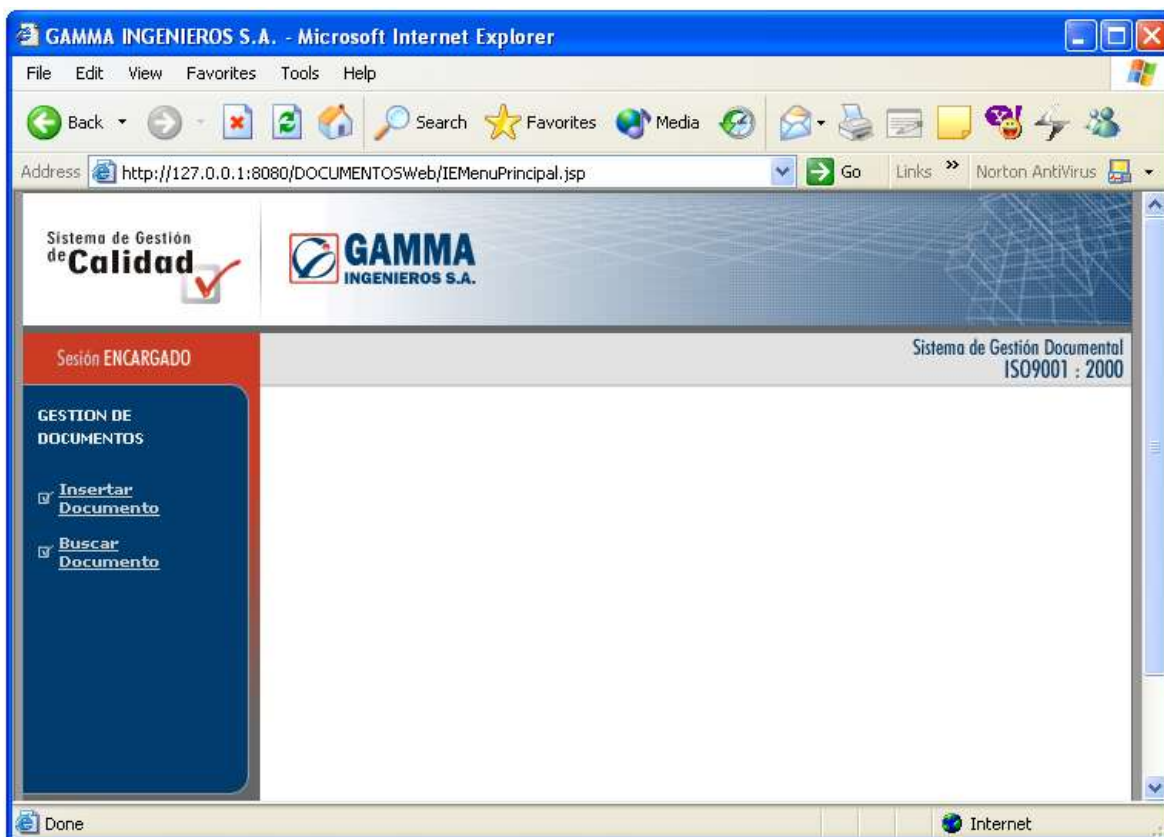 GAMMA INGENIEROS S.A. - Microsoft Internet Explorer
File Edit View Favorites Tools Help
Back Search Favorites Media
Address http://127.0.0.1:8080/DOCUMENTOSWeb/IEMenuPrincipal.jsp Go Links » Norton AntiVirus
Sistema de Gestión
de Calidad
GAMMA
INGENIEROS S.A.
Sesión ENCARGADO
Sistema de Gestión Documental
ISO9001 : 2000
GESTION DE
DOCUMENTOS
Insertar
Documento
Buscar
Documento
Done Internet